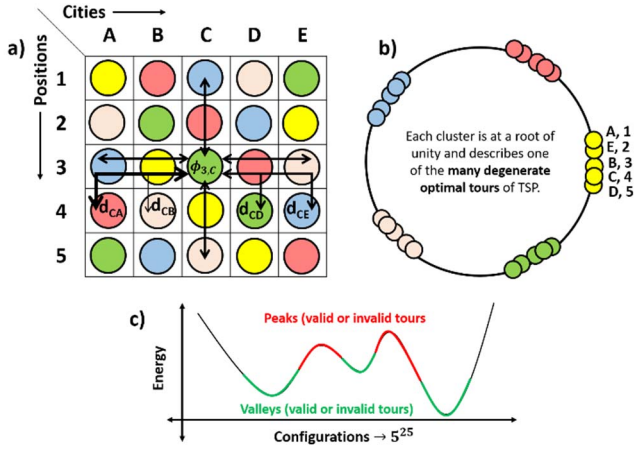 Cities →
A B C D E
a)
Positions →
1
2
3
ϕ3,C
4
dCA dCB dCD dCE
5
b)
Each cluster is at a root of
unity and describes one
of the many degenerate
optimal tours of TSP.
A, 1
E, 2
B, 3
C, 4
D, 5
c)
Peaks (valid or invalid tours
Energy
Valleys (valid or invalid tours)
Configurations → 5^25